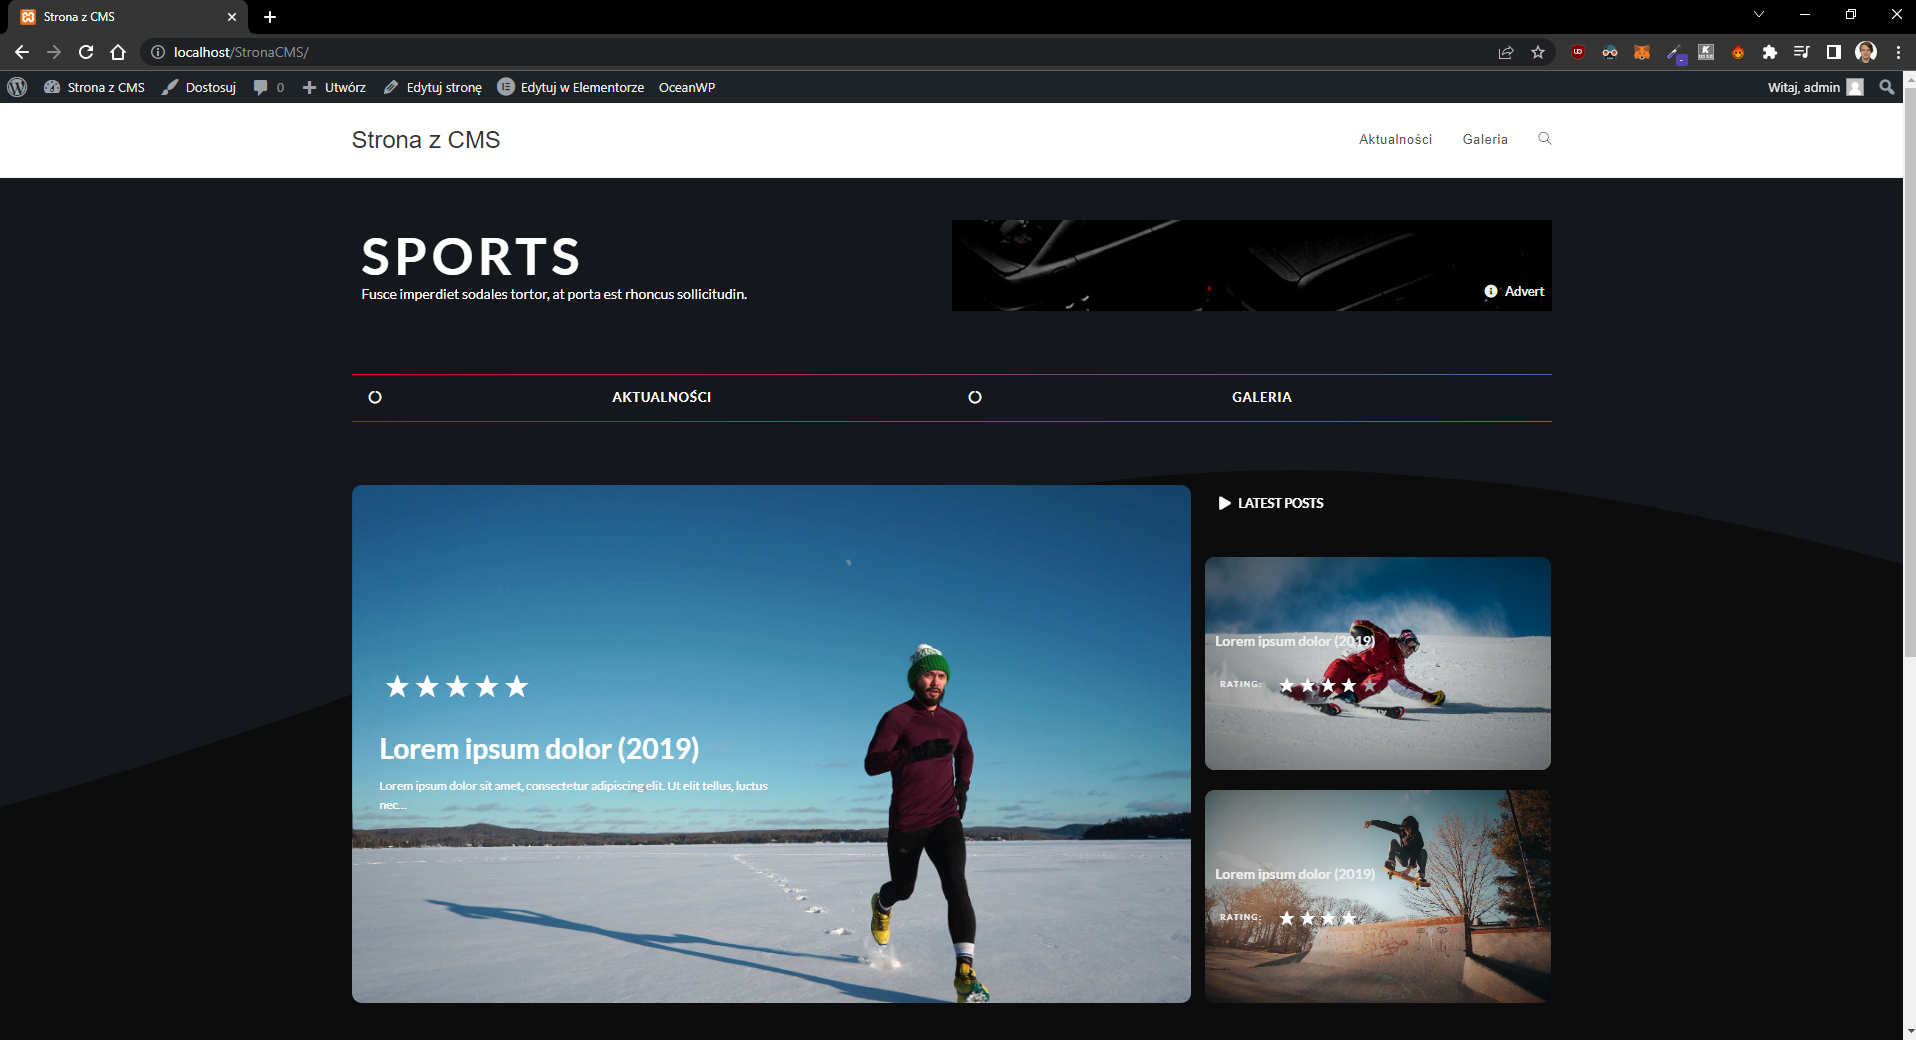 Strona z CMS
localhost/StronaCMS/
Strona z CMS Dostosuj 0 Utwórz Edytuj stronę Edytuj w Elementorze OceanWP Witaj, admin
Strona z CMS
Aktualności Galeria
SPORTS
Fusce imperdiet sodales tortor, at porta est rhoncus sollicitudin.
Advert
AKTUALNOŚCI GALERIA
LATEST POSTS
Lorem ipsum dolor (2019)
Lorem ipsum dolor sit amet, consectetur adipiscing elit. Ut elit tellus, luctus
nec...
Lorem ipsum dolor (2019)
RATING:
Lorem ipsum dolor (2019)
RATING: